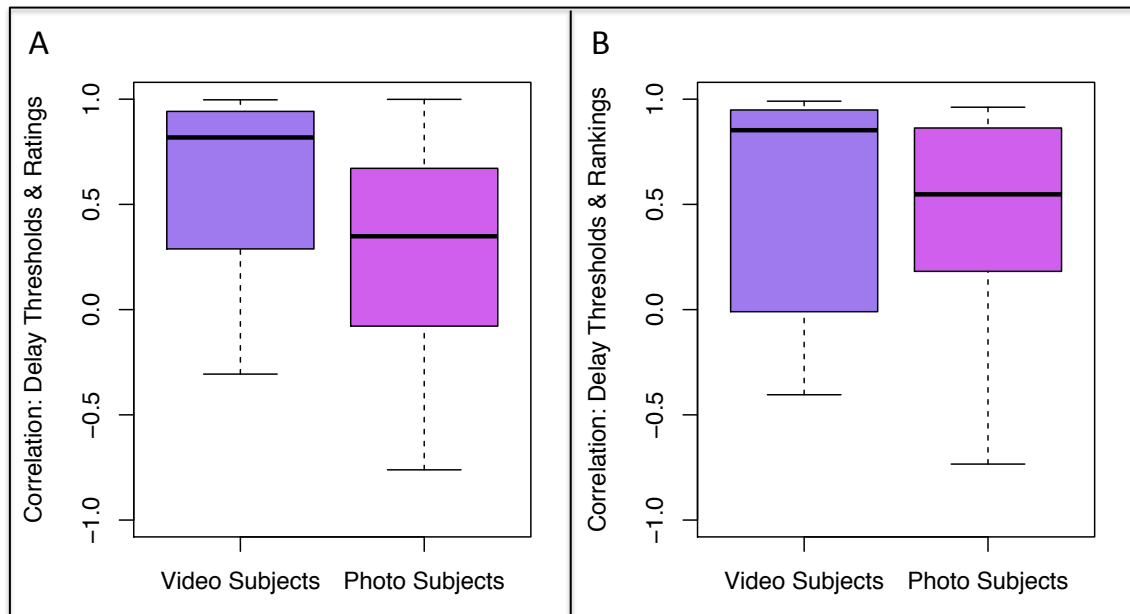 A
Correlation: Delay Thresholds & Ratings
1.0
0.5
0.0
−0.5
−1.0
Video Subjects
Photo Subjects
B
Correlation: Delay Thresholds & Rankings
1.0
0.5
0.0
−0.5
−1.0
Video Subjects
Photo Subjects